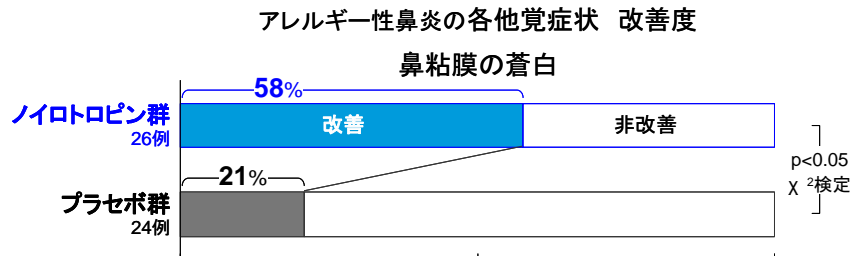 アレルギー性鼻炎の各他覚症状 改善度
鼻粘膜の蒼白
58%
ノイロトロピン群
26例
改善
非改善
21%
プラセボ群
24例
p<0.05
χ ²検定